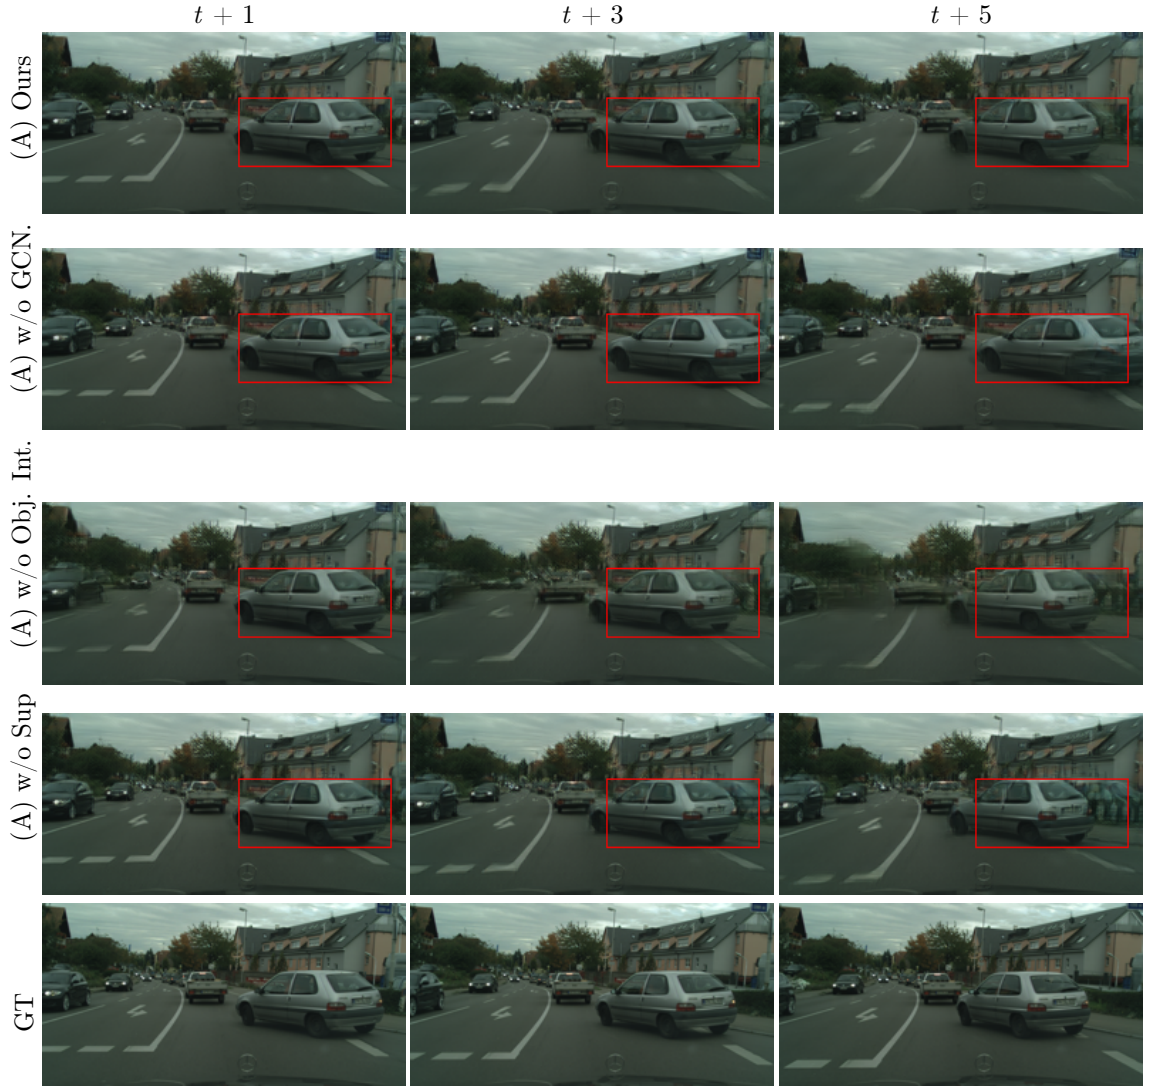 t + 1
t + 3
t + 5
(A) Ours
(A) w/o GCN.
(A) w/o Obj. Int.
(A) w/o Sup
GT